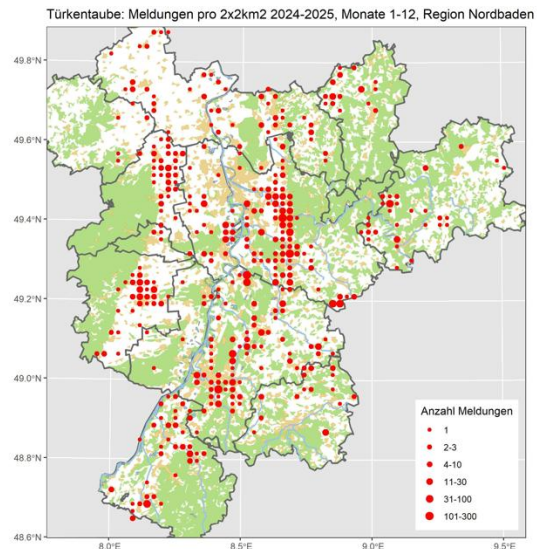 Türkentaube: Meldungen pro 2x2km2 2024-2025, Monate 1-12, Region Nordbaden
49.8°N
49.6°N
49.4°N
49.2°N
49.0°N
48.8°N
48.6°N
8.0°E
8.5°E
9.0°E
9.5°E
Anzahl Meldungen
1
2-3
4-10
11-30
31-100
101-300